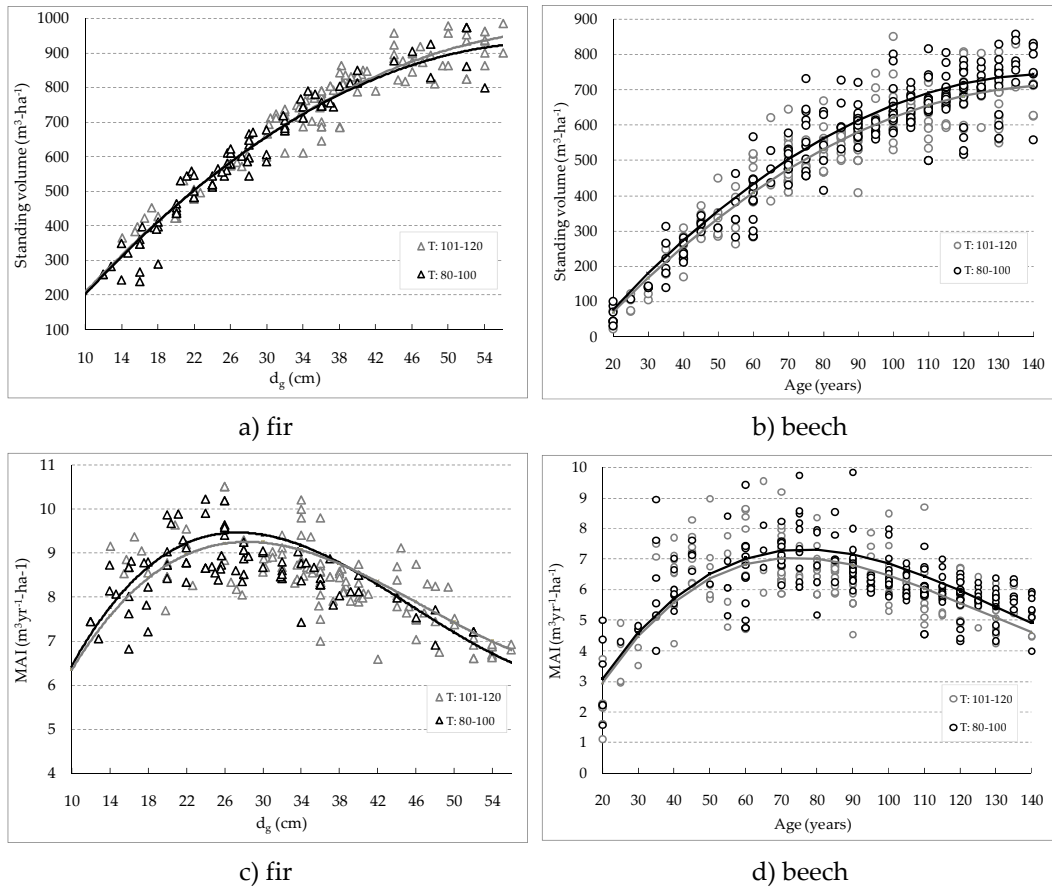 Standing volume (m³-ha⁻¹)
1000
900
800
700
600
500
400
300
200
100
10 14 18 22 26 30 34 38 42 46 50 54
d_g (cm)
T: 101-120
T: 80-100
a) fir
Standing volume (m³-ha⁻¹)
900
800
700
600
500
400
300
200
100
0
20 30 40 50 60 70 80 90 100 110 120 130 140
Age (years)
T: 101-120
T: 80-100
b) beech
MAI (m³yr⁻¹-ha-1)
11
10
9
8
7
6
5
4
10 14 18 22 26 30 34 38 42 46 50 54
d_g (cm)
T: 101-120
T: 80-100
c) fir
MAI (m³yr⁻¹-ha⁻¹)
10
9
8
7
6
5
4
3
2
1
0
20 30 40 50 60 70 80 90 100 110 120 130 140
Age (years)
T: 101-120
T: 80-100
d) beech